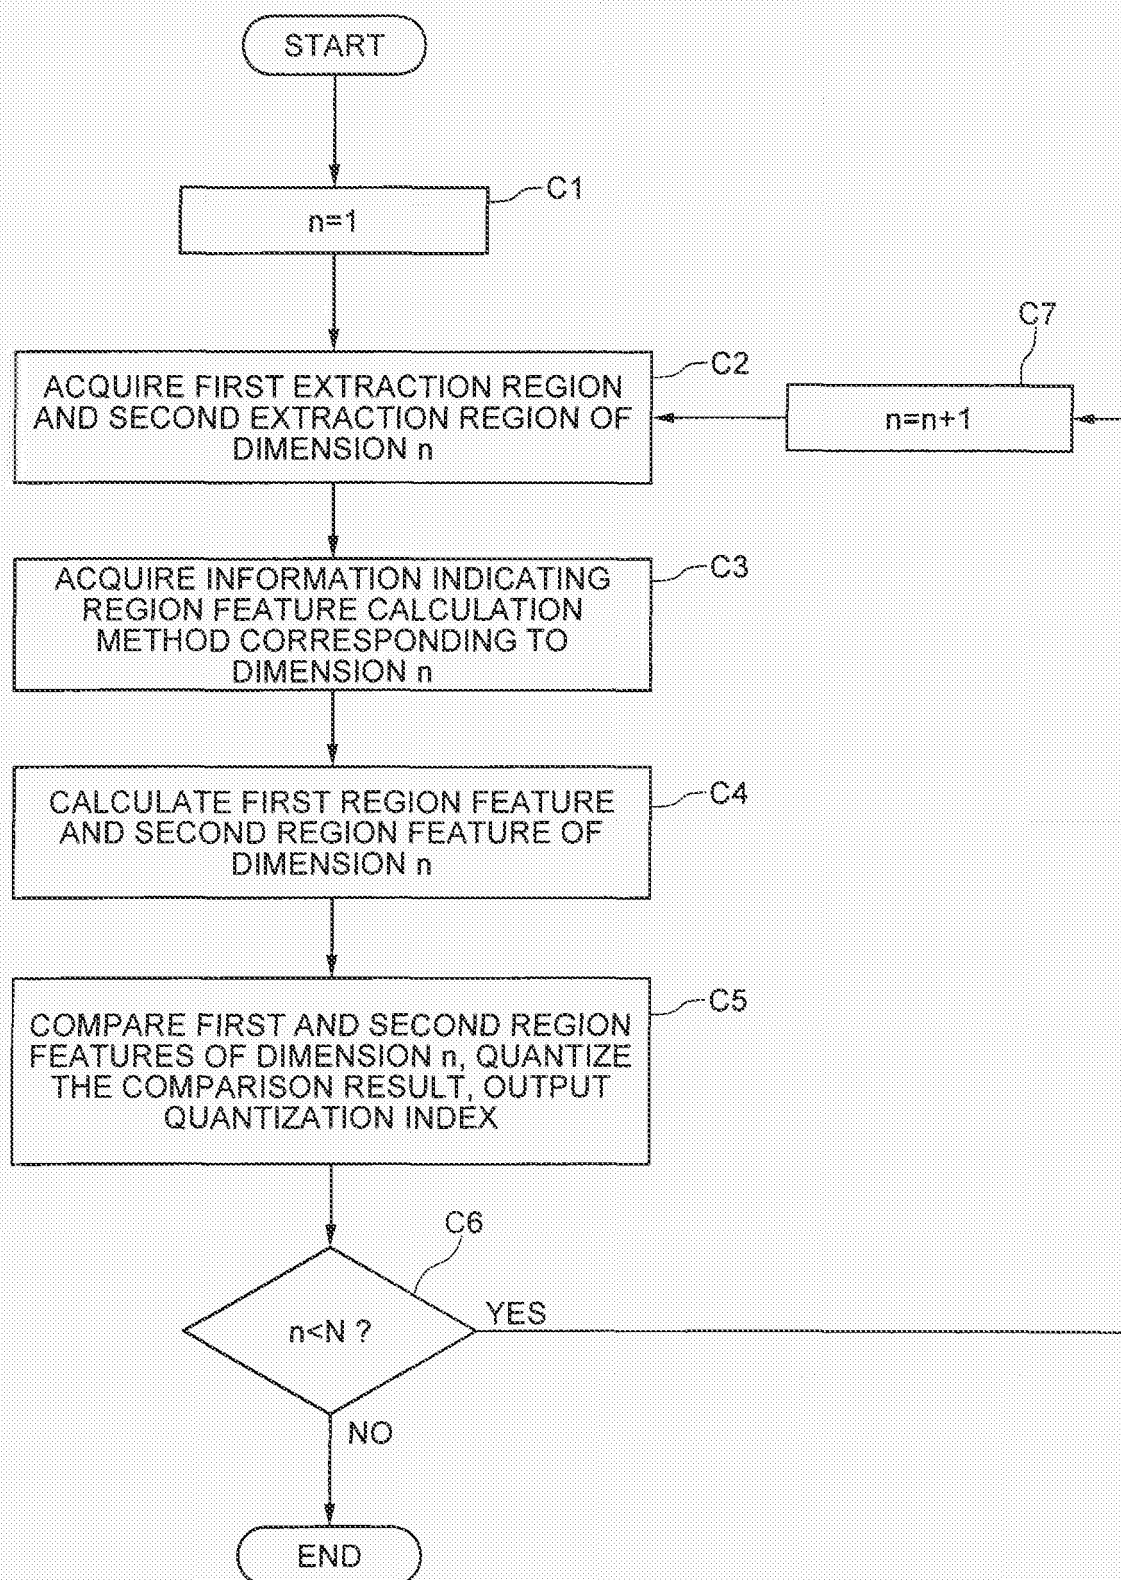 START
C1
n=1
C7
C2
ACQUIRE FIRST EXTRACTION REGION
AND SECOND EXTRACTION REGION OF
DIMENSION n
n=n+1
C3
ACQUIRE INFORMATION INDICATING
REGION FEATURE CALCULATION
METHOD CORRESPONDING TO
DIMENSION n
C4
CALCULATE FIRST REGION FEATURE
AND SECOND REGION FEATURE OF
DIMENSION n
C5
COMPARE FIRST AND SECOND REGION
FEATURES OF DIMENSION n, QUANTIZE
THE COMPARISON RESULT, OUTPUT
QUANTIZATION INDEX
C6
n<N ?
YES
NO
END